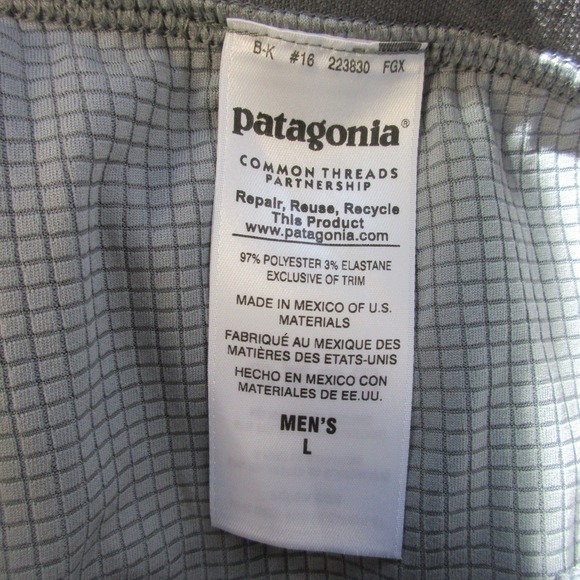 B-K #16 223830 FGX
patagonia®
COMMON THREADS
PARTNERSHIP
Repair, Reuse, Recycle
This Product
www.patagonia.com
97% POLYESTER 3% ELASTANE
EXCLUSIVE OF TRIM
MADE IN MEXICO OF U.S.
MATERIALS
FABRIQUÉ AU MEXIQUE DES
MATIÈRES DES ETATS-UNIS
HECHO EN MEXICO CON
MATERIALES DE EE.UU.
MEN'S
L